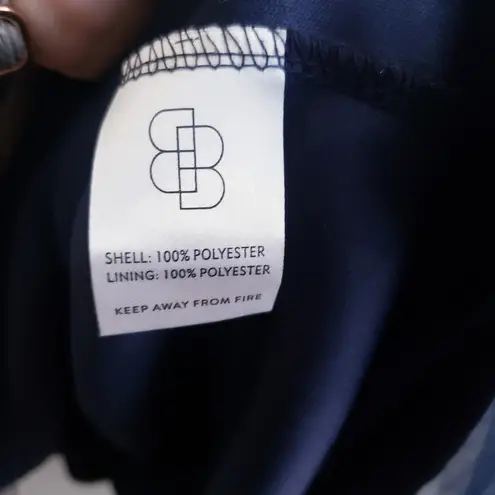 SHELL: 100% POLYESTER
LINING: 100% POLYESTER
KEEP AWAY FROM FIRE